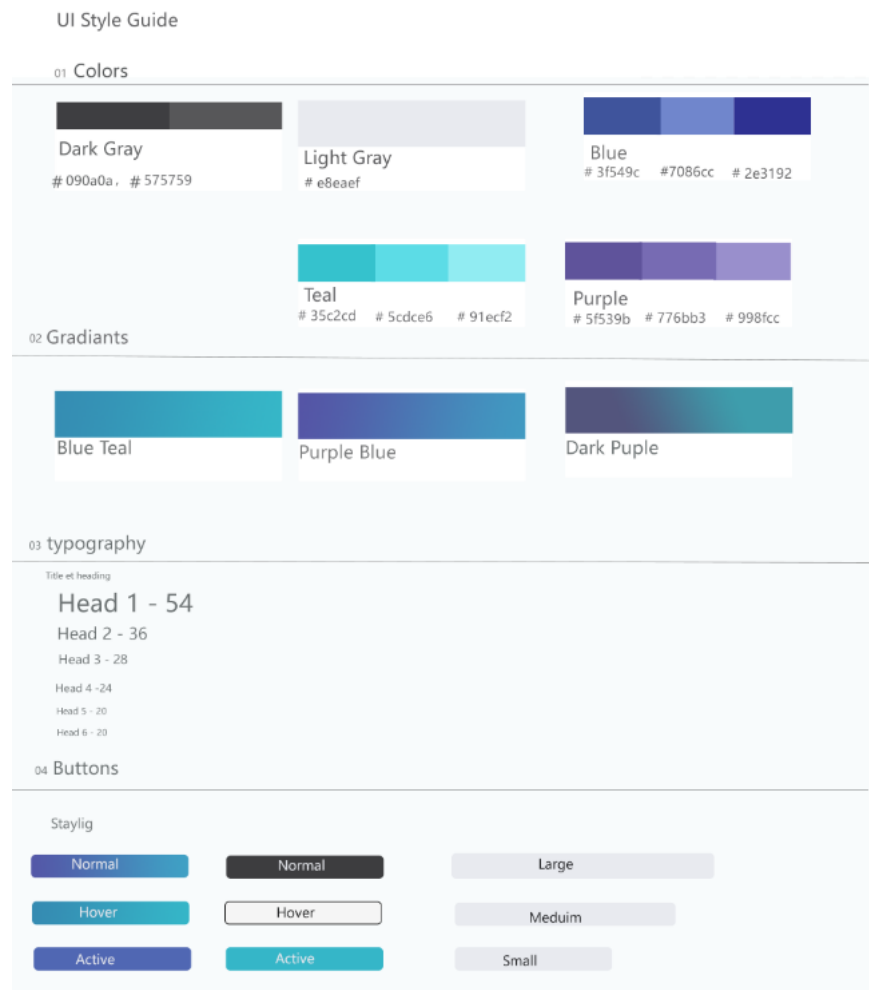 UI Style Guide
01 Colors
Dark Gray
# 090a0a, # 575759
Light Gray
# e8eaef
Blue
# 3f549c #7086cc # 2e3192
Teal
# 35c2cd # 5cdce6 # 91ecf2
Purple
# 5f539b # 776bb3 # 998fcc
02 Gradiants
Blue Teal
Purple Blue
Dark Puple
03 typography
Title et heading
Head 1 - 54
Head 2 - 36
Head 3 - 28
Head 4 -24
Head 5 - 20
Head 6 - 20
04 Buttons
Staylig
Normal Normal Large
Hover Hover Meduim
Active Active Small